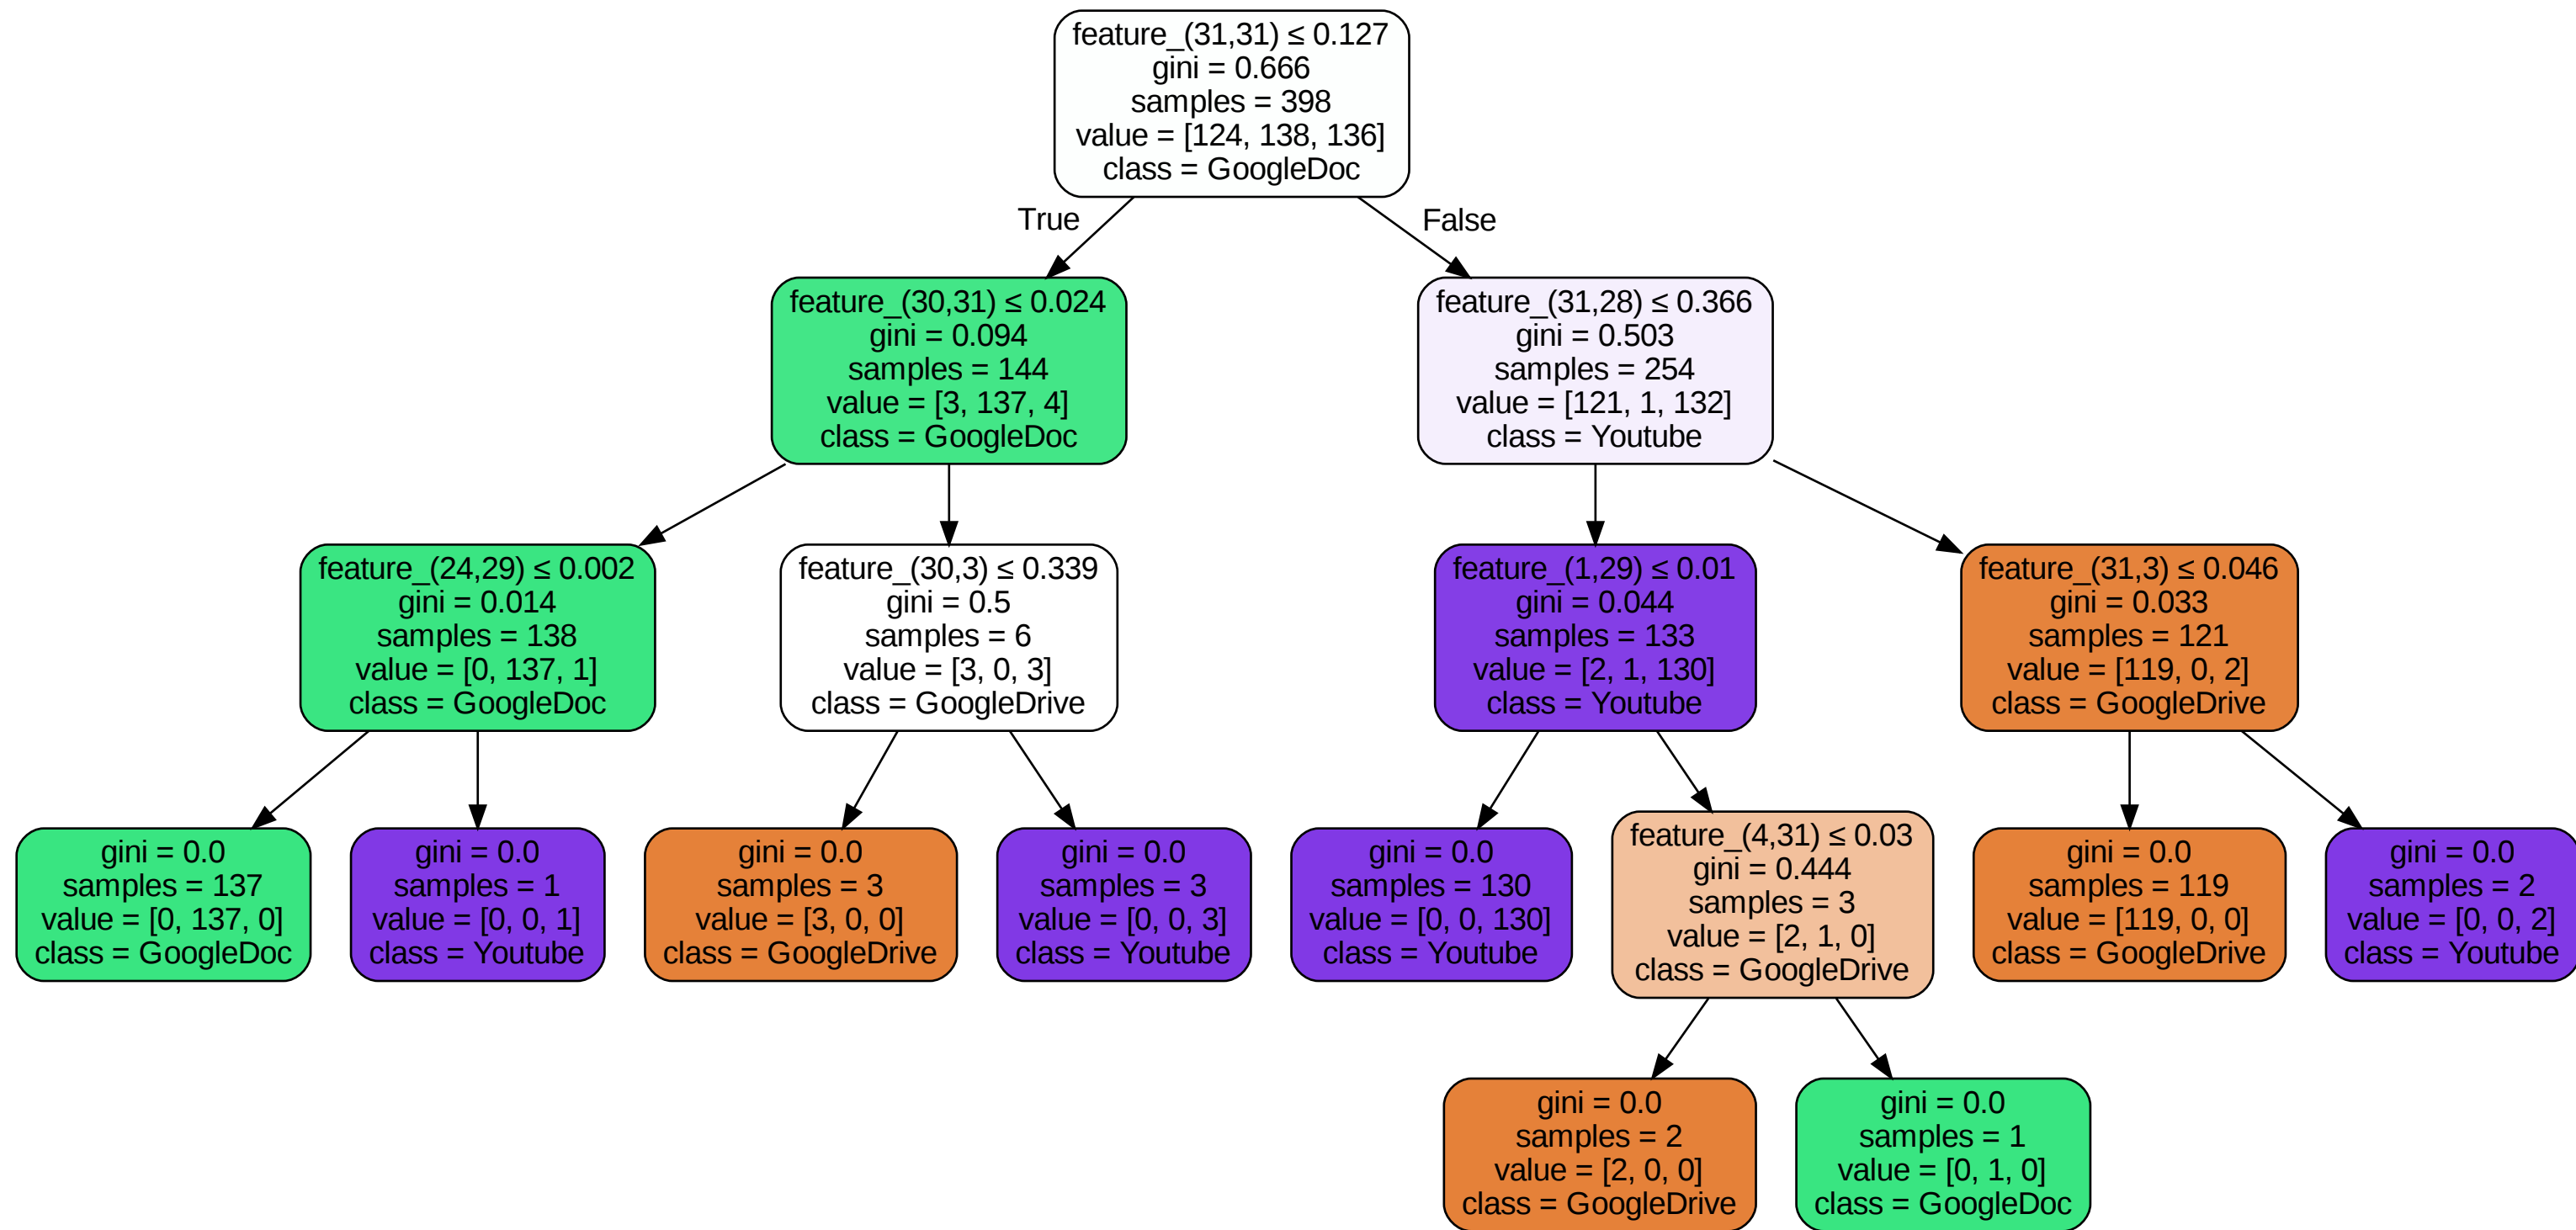 feature_(31,31) ≤ 0.127
gini = 0.666
samples = 398
value = [124, 138, 136]
class = GoogleDoc
True
False
feature_(30,31) ≤ 0.024
gini = 0.094
samples = 144
value = [3, 137, 4]
class = GoogleDoc
feature_(31,28) ≤ 0.366
gini = 0.503
samples = 254
value = [121, 1, 132]
class = Youtube
feature_(24,29) ≤ 0.002
gini = 0.014
samples = 138
value = [0, 137, 1]
class = GoogleDoc
feature_(30,3) ≤ 0.339
gini = 0.5
samples = 6
value = [3, 0, 3]
class = GoogleDrive
feature_(1,29) ≤ 0.01
gini = 0.044
samples = 133
value = [2, 1, 130]
class = Youtube
feature_(31,3) ≤ 0.046
gini = 0.033
samples = 121
value = [119, 0, 2]
class = GoogleDrive
gini = 0.0
samples = 137
value = [0, 137, 0]
class = GoogleDoc
gini = 0.0
samples = 1
value = [0, 0, 1]
class = Youtube
gini = 0.0
samples = 3
value = [3, 0, 0]
class = GoogleDrive
gini = 0.0
samples = 3
value = [0, 0, 3]
class = Youtube
gini = 0.0
samples = 130
value = [0, 0, 130]
class = Youtube
feature_(4,31) ≤ 0.03
gini = 0.444
samples = 3
value = [2, 1, 0]
class = GoogleDrive
gini = 0.0
samples = 119
value = [119, 0, 0]
class = GoogleDrive
gini = 0.0
samples = 2
value = [0, 0, 2]
class = Youtube
gini = 0.0
samples = 2
value = [2, 0, 0]
class = GoogleDrive
gini = 0.0
samples = 1
value = [0, 1, 0]
class = GoogleDoc